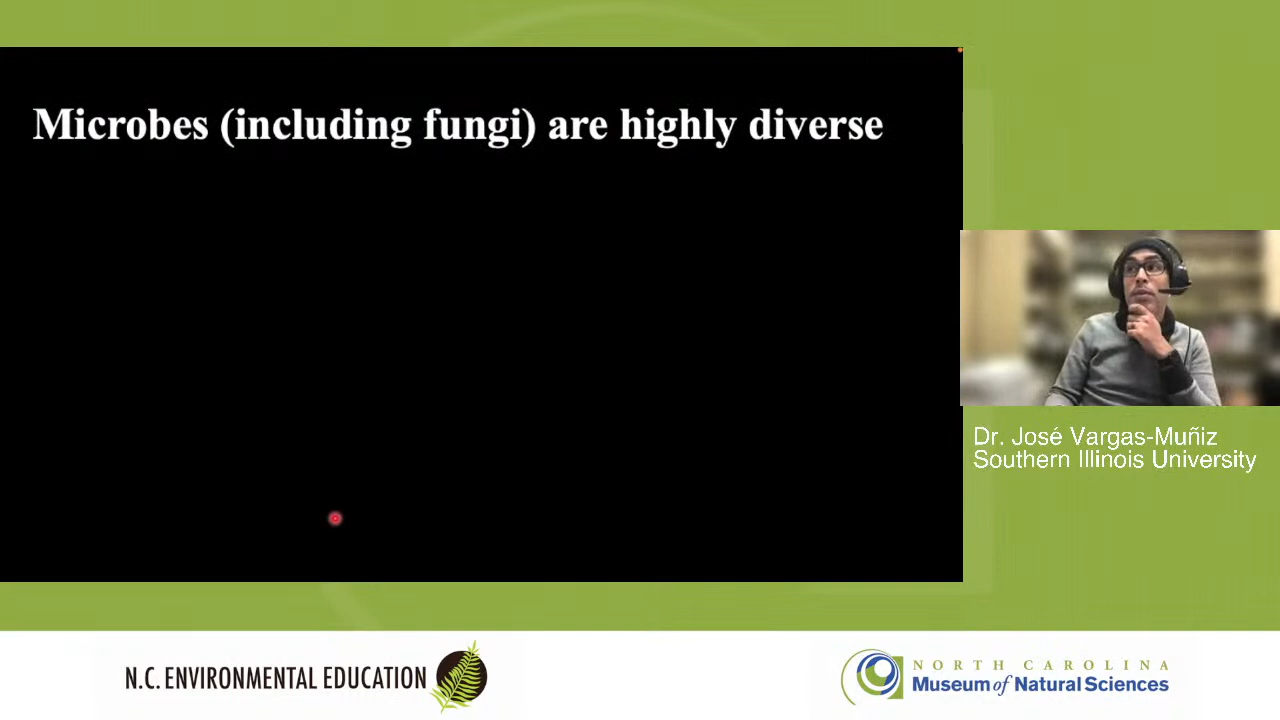 Microbes (including fungi) are highly diverse
Dr. José Vargas-Muñiz
Southern Illinois University
N.C. ENVIRONMENTAL EDUCATION
NORTH CAROLINA
Museum of Natural Sciences